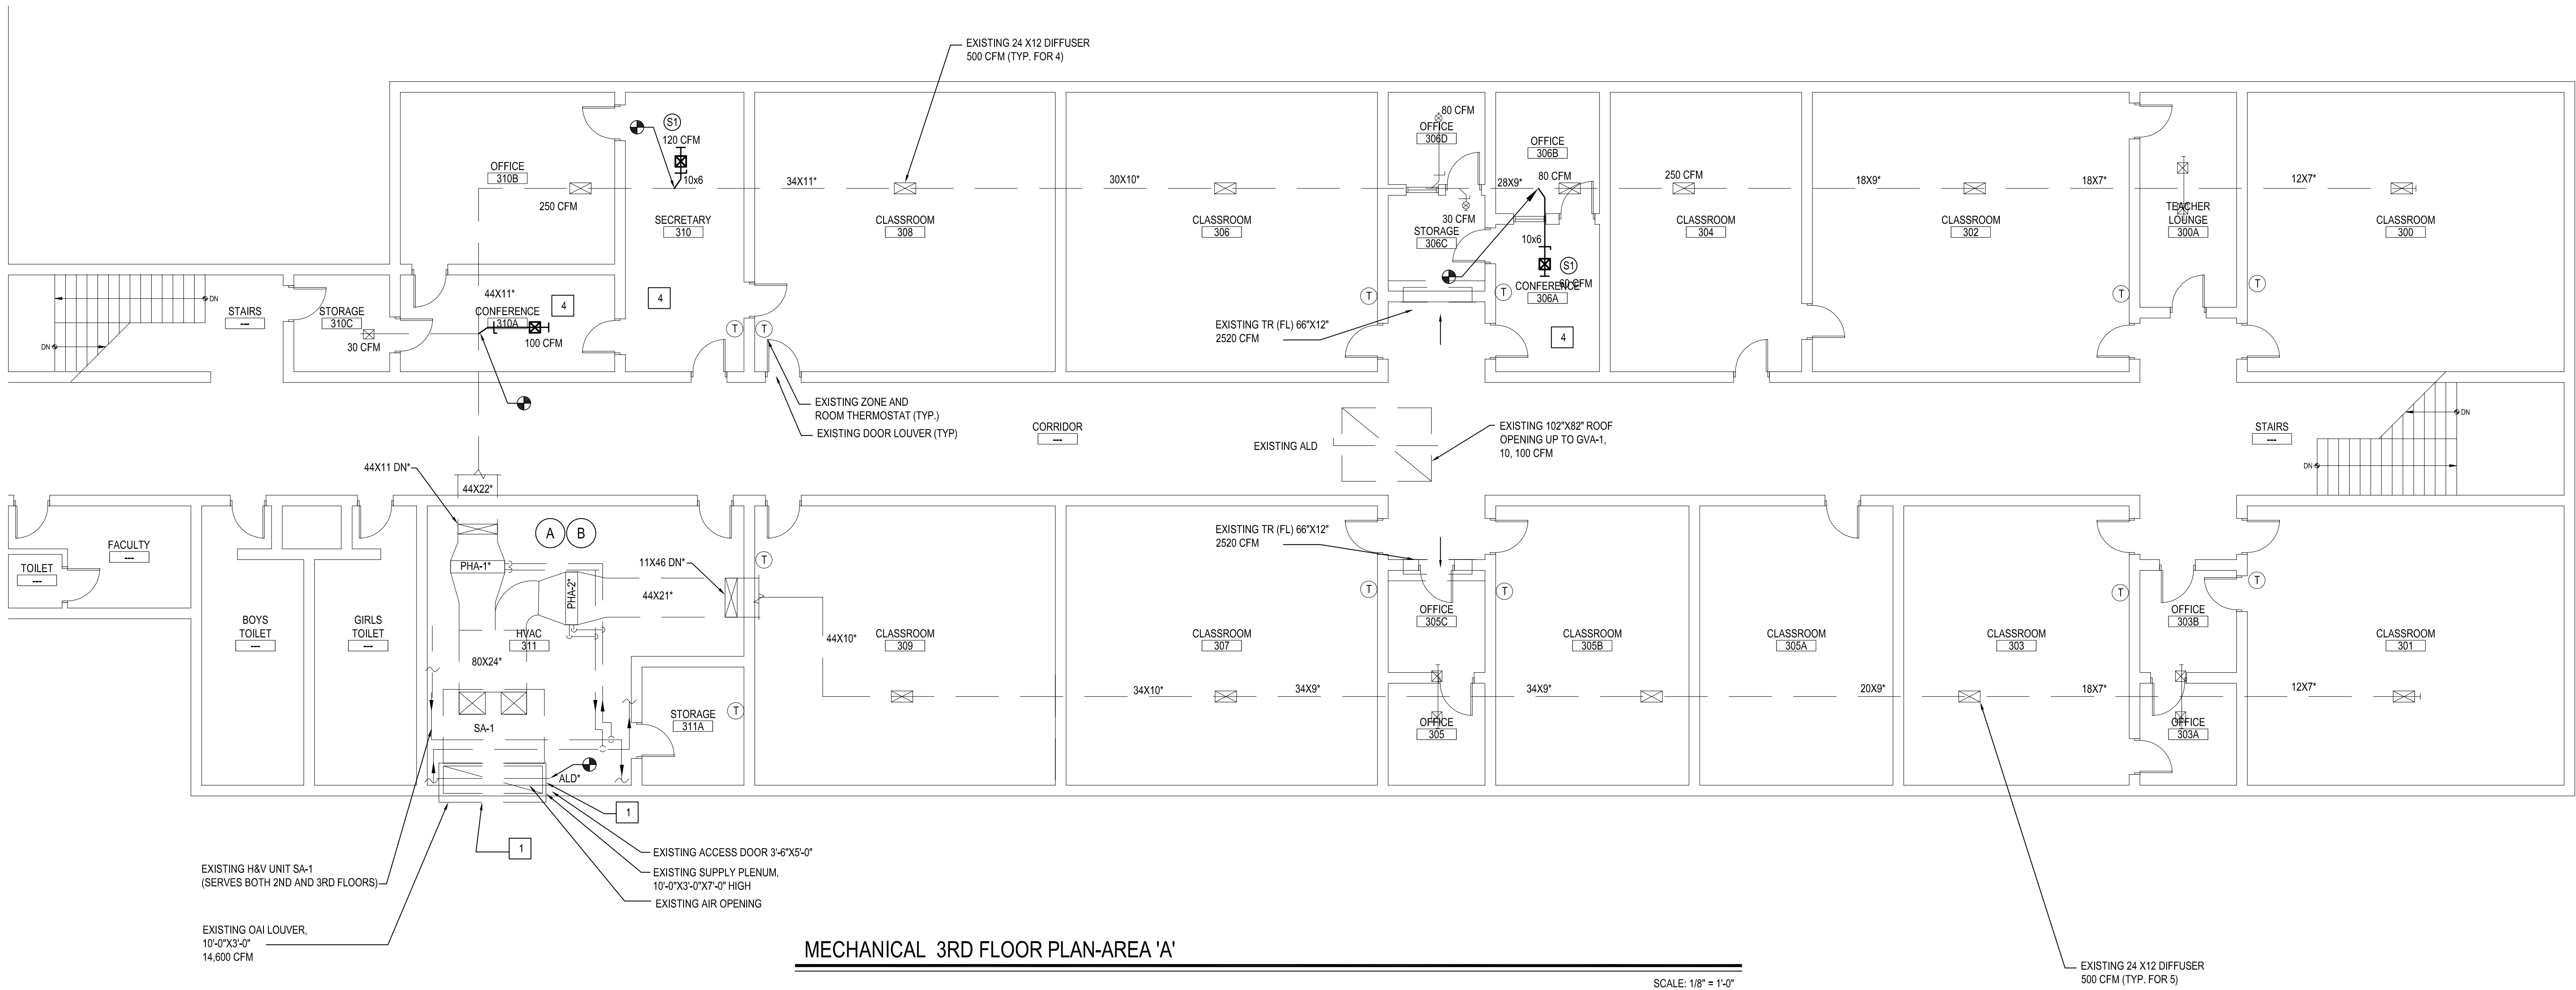 EXISTING 24 X12 DIFFUSER
500 CFM (TYP. FOR 4)
S1
120 CFM
10x6
OFFICE
310B
250 CFM
SECRETARY
310
34X11*
CLASSROOM
308
30X10*
CLASSROOM
306
80 CFM
OFFICE
306D
30 CFM
STORAGE
306C
OFFICE
306B
28X9*
80 CFM
10x6
S1
60 CFM
CONFERENCE
306A
4
250 CFM
CLASSROOM
304
18X9*
CLASSROOM
302
18X7*
TEACHER
LOUNGE
300A
12X7*
CLASSROOM
300
DN
DN
STAIRS
---
STORAGE
310C
30 CFM
44X11*
CONFERENCE
310A
4
100 CFM
4
T
T
T
T
T
T
EXISTING TR (FL) 66"X12"
2520 CFM
EXISTING ZONE AND
ROOM THERMOSTAT (TYP.)
EXISTING DOOR LOUVER (TYP)
CORRIDOR
---
EXISTING ALD
EXISTING 102"X82" ROOF
OPENING UP TO GVA-1,
10, 100 CFM
STAIRS
---
DN
DN
44X11 DN*
44X22*
A
B
FACULTY
---
TOILET
---
BOYS
TOILET
---
GIRLS
TOILET
---
PHA-1*
PHA-2*
11X46 DN*
44X21*
HVAC
311
80X24*
SA-1
ALD*
STORAGE
311A
T
T
44X10*
CLASSROOM
309
CLASSROOM
307
34X10*
34X9*
EXISTING TR (FL) 66"X12"
2520 CFM
T
T
OFFICE
305C
OFFICE
305
CLASSROOM
305B
34X9*
CLASSROOM
305A
20X9*
CLASSROOM
303
18X7*
T
T
OFFICE
303B
OFFICE
303A
12X7*
CLASSROOM
301
1
1
EXISTING ACCESS DOOR 3'-6"X5'-0"
EXISTING SUPPLY PLENUM,
10'-0"X3'-0"X7'-0" HIGH
EXISTING AIR OPENING
EXISTING H&V UNIT SA-1
(SERVES BOTH 2ND AND 3RD FLOORS)
EXISTING OAI LOUVER,
10'-0"X3'-0"
14,600 CFM
MECHANICAL 3RD FLOOR PLAN-AREA 'A'
SCALE: 1/8" = 1'-0"
EXISTING 24 X12 DIFFUSER
500 CFM (TYP. FOR 5)